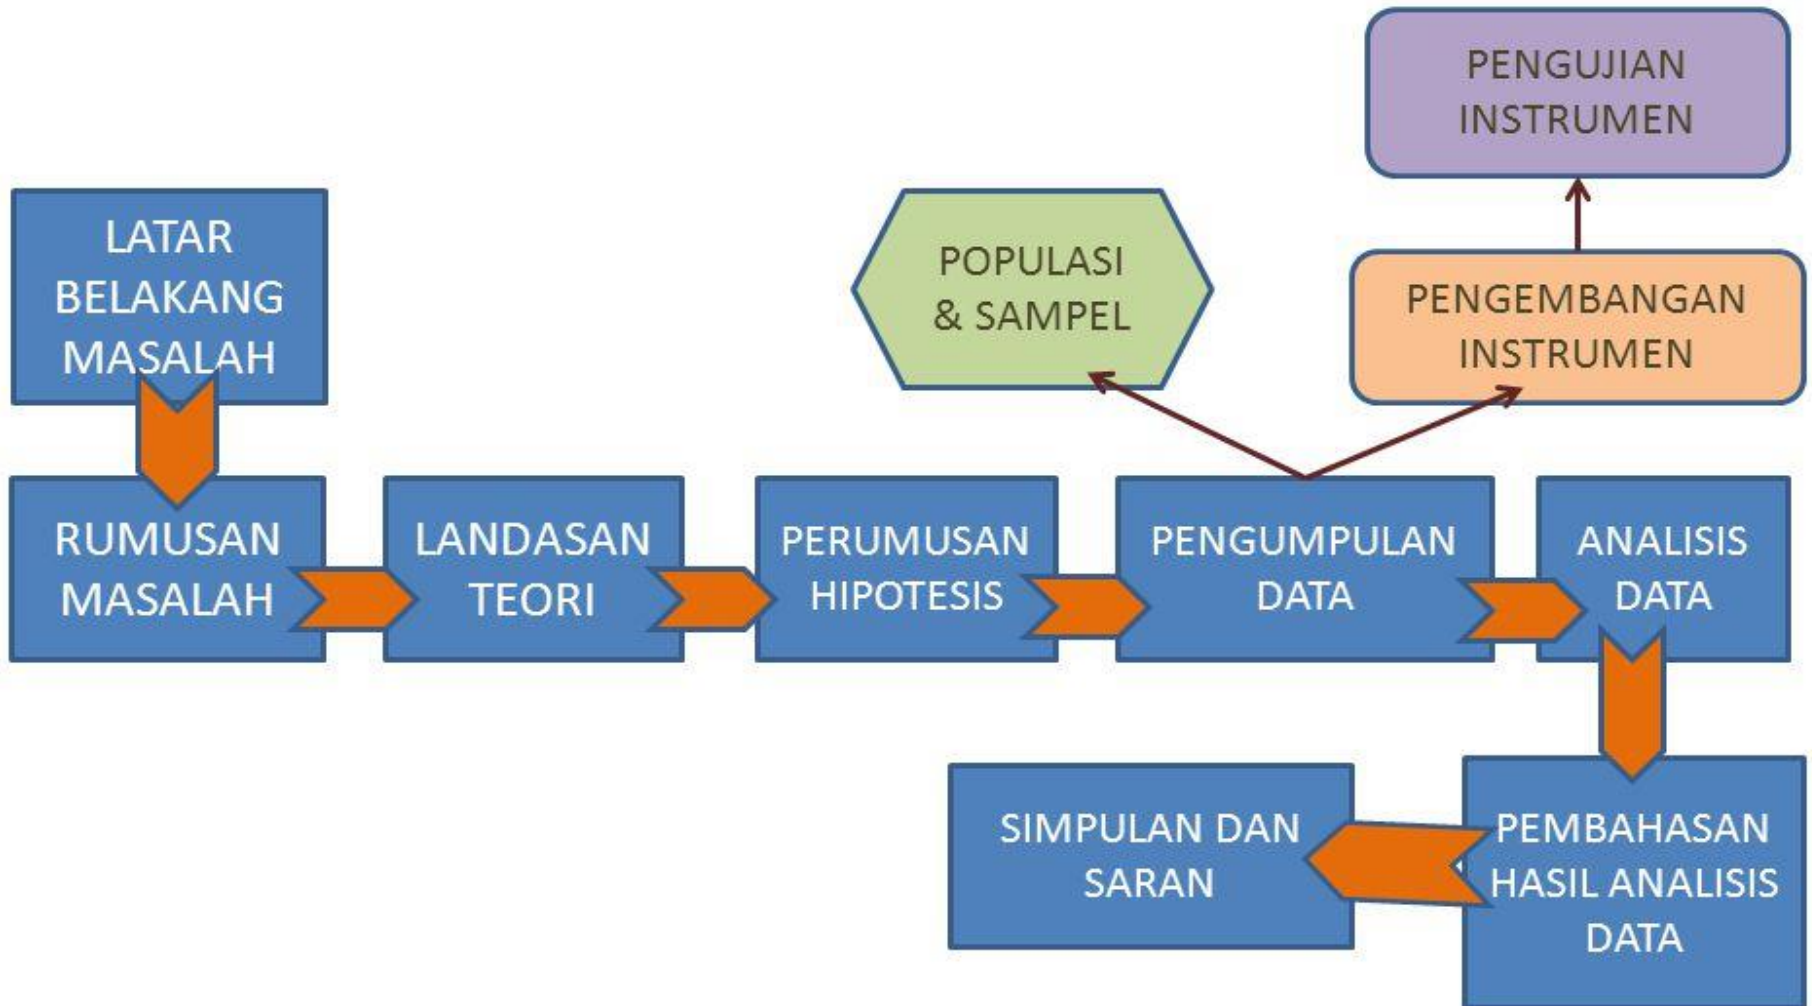 PENGUJIAN
INSTRUMEN
LATAR
BELAKANG
MASALAH
POPULASI
& SAMPEL
PENGEMBANGAN
INSTRUMEN
RUMUSAN
MASALAH
LANDASAN
TEORI
PERUMUSAN
HIPOTESIS
PENGUMPULAN
DATA
ANALISIS
DATA
SIMPULAN DAN
SARAN
PEMBAHASAN
HASIL ANALISIS
DATA